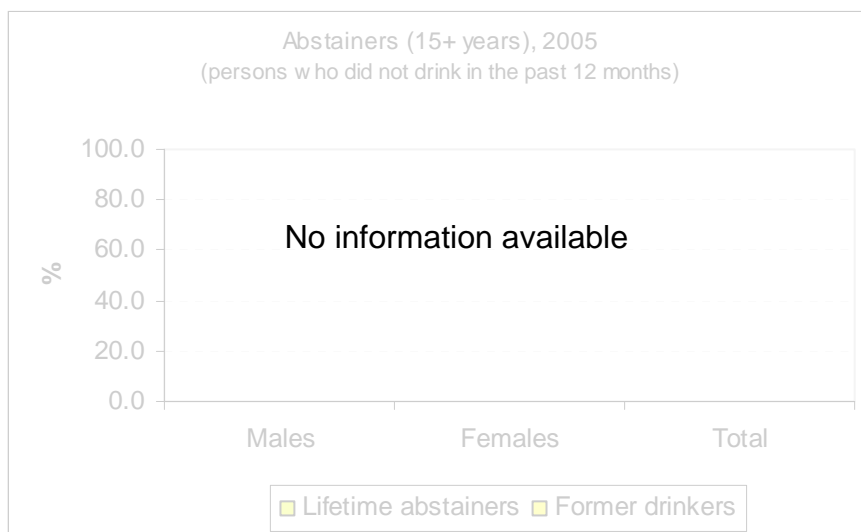 Abstainers (15+ years), 2005
(persons who did not drink in the past 12 months)
100.0
80.0
No information available
60.0
%
40.0
20.0
0.0
Males Females Total
Lifetime abstainers Former drinkers